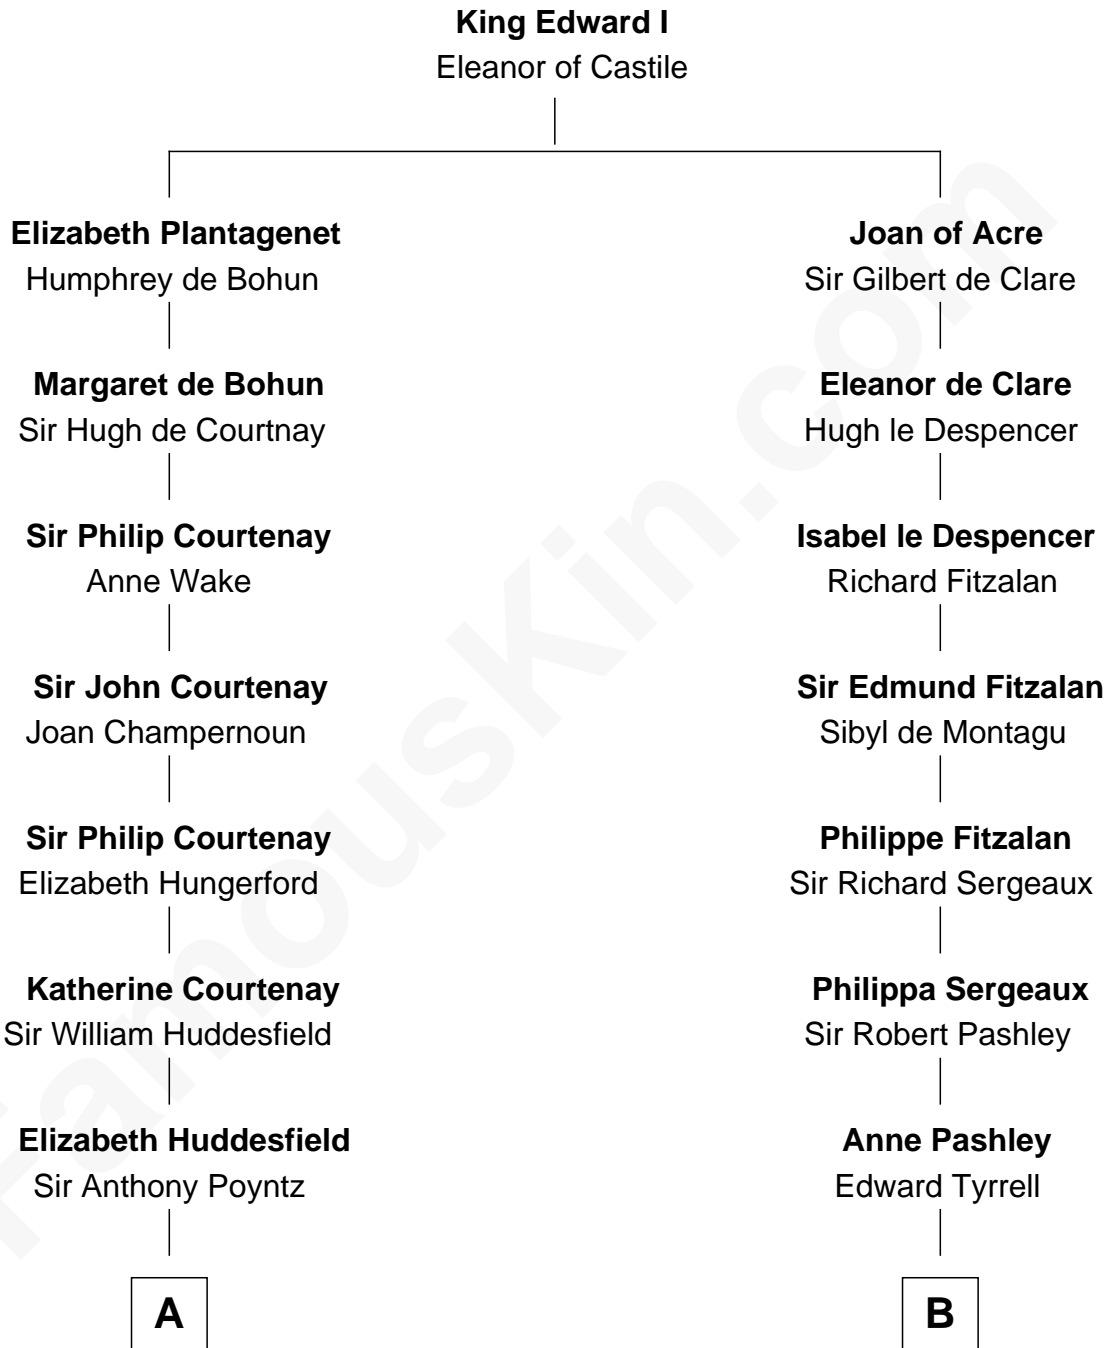 King Edward I
Eleanor of Castile
Elizabeth Plantagenet
Humphrey de Bohun
Margaret de Bohun
Sir Hugh de Courtnay
Sir Philip Courtenay
Anne Wake
Sir John Courtenay
Joan Champernoun
Sir Philip Courtenay
Elizabeth Hungerford
Katherine Courtenay
Sir William Huddesfield
Elizabeth Huddesfield
Sir Anthony Poyntz
A
Joan of Acre
Sir Gilbert de Clare
Eleanor de Clare
Hugh le Despencer
Isabel le Despencer
Richard Fitzalan
Sir Edmund Fitzalan
Sibyl de Montagu
Philippe Fitzalan
Sir Richard Sergeaux
Philippa Sergeaux
Sir Robert Pashley
Anne Pashley
Edward Tyrrell
B
FamousKin.com